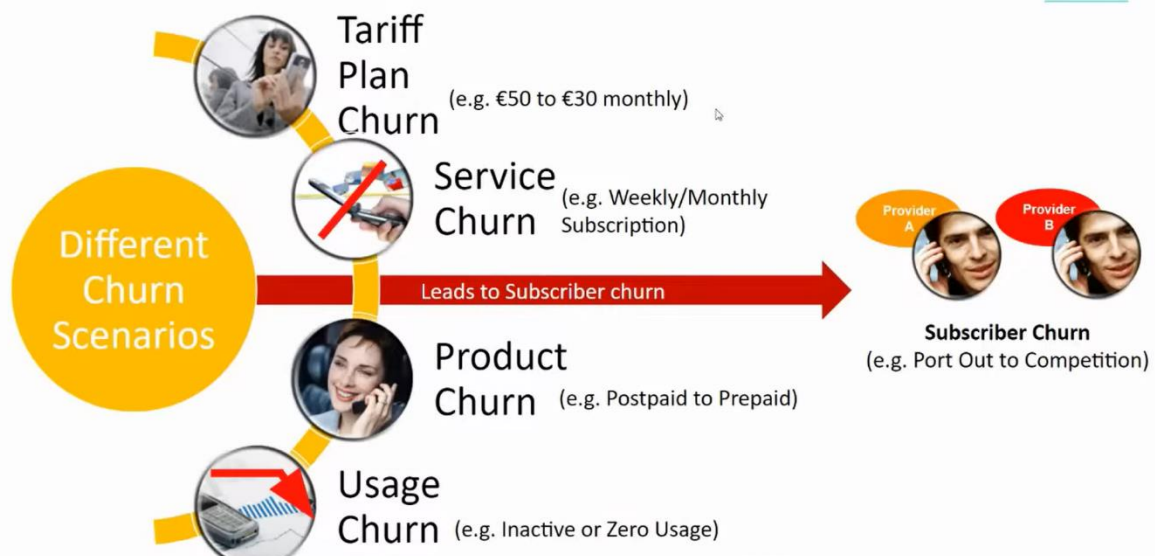 Tariff
Plan
Churn
(e.g. €50 to €30 monthly)
Service
Churn
(e.g. Weekly/Monthly
Subscription)
Different
Churn
Scenarios
Leads to Subscriber churn
Provider
A
Provider
B
Subscriber Churn
(e.g. Port Out to Competition)
Product
Churn
(e.g. Postpaid to Prepaid)
Usage
Churn
(e.g. Inactive or Zero Usage)